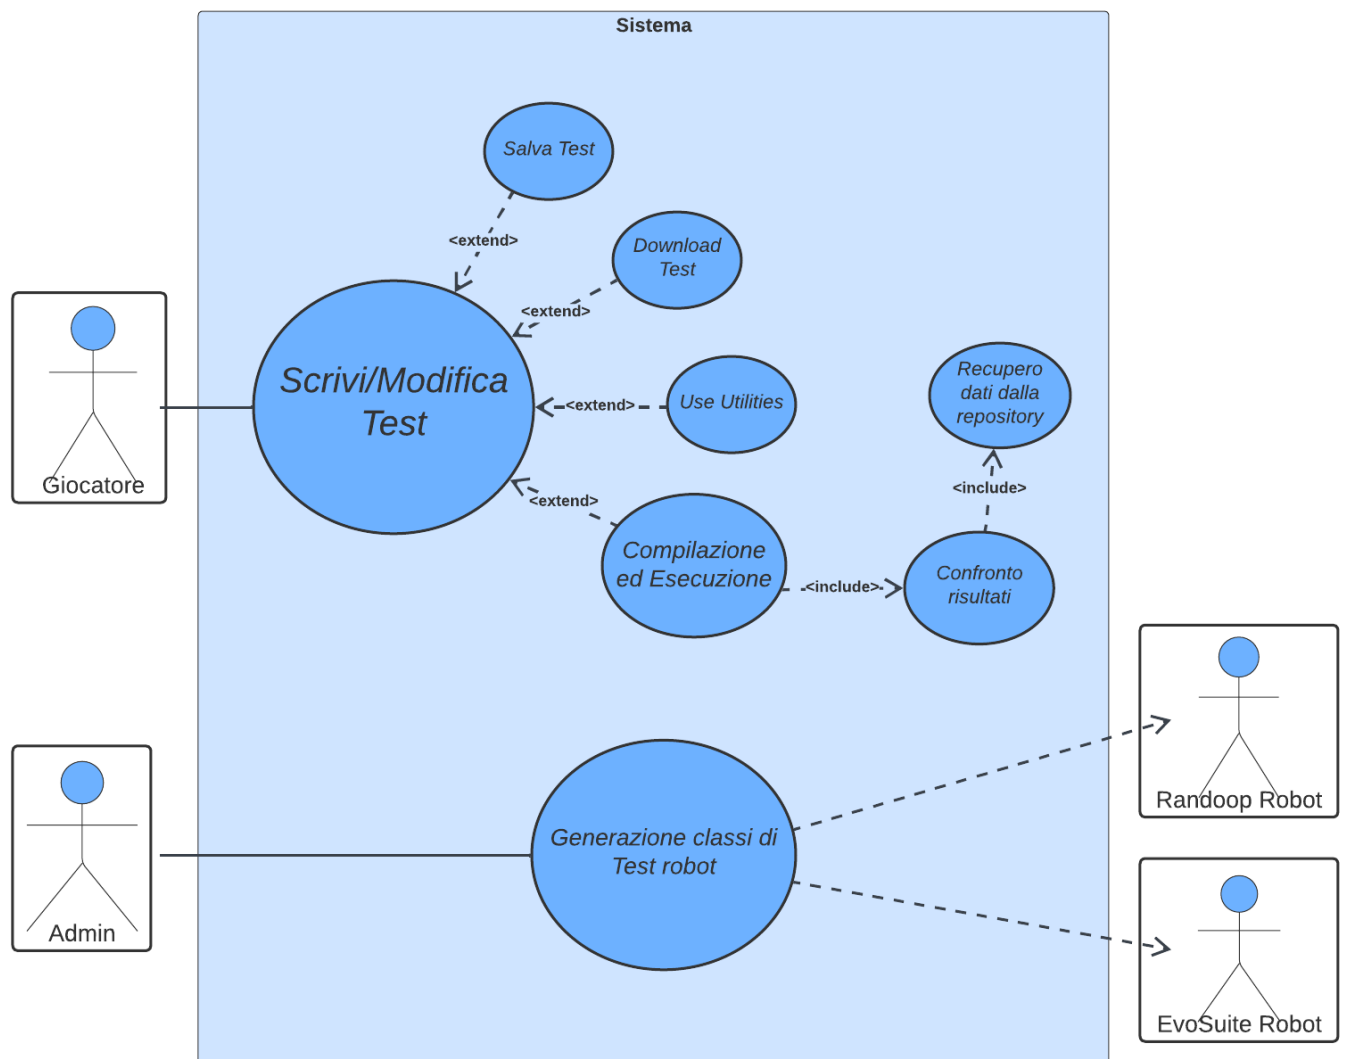 Sistema
Salva Test
<extend>
Download
Test
<extend>
Scrivi/Modifica
Test
Giocatore
<extend>
Use Utilities
Recupero
dati dalla
repository
<include>
<extend>
Compilazione
ed Esecuzione
<include>
Confronto
risultati
Randoop Robot
Generazione classi di
Test robot
Admin
EvoSuite Robot